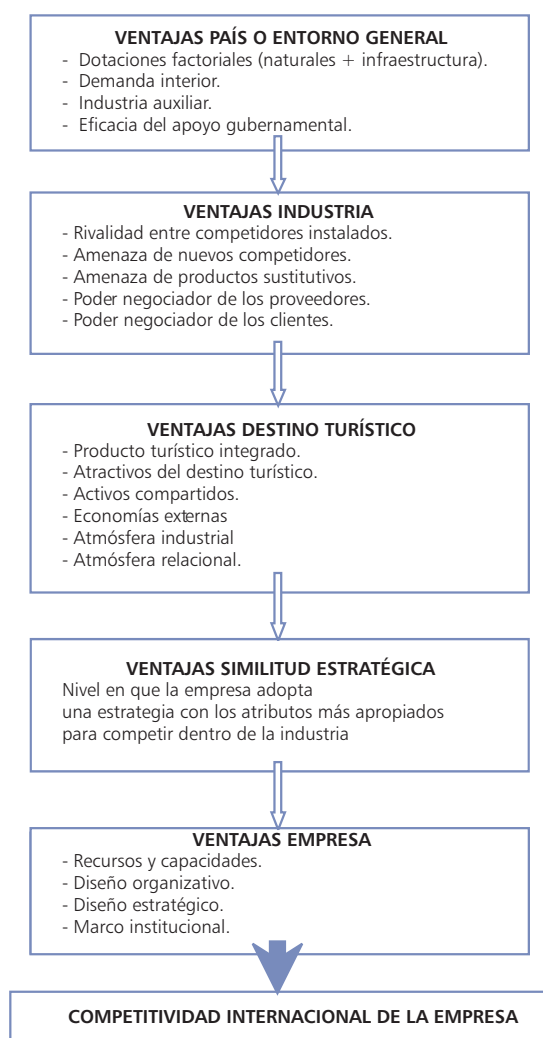 VENTAJAS PAÍS O ENTORNO GENERAL
- Dotaciones factoriales (naturales + infraestructura).
- Demanda interior.
- Industria auxiliar.
- Eficacia del apoyo gubernamental.
VENTAJAS INDUSTRIA
- Rivalidad entre competidores instalados.
- Amenaza de nuevos competidores.
- Amenaza de productos sustitutivos.
- Poder negociador de los proveedores.
- Poder negociador de los clientes.
VENTAJAS DESTINO TURÍSTICO
- Producto turístico integrado.
- Atractivos del destino turístico.
- Activos compartidos.
- Economías externas
- Atmósfera industrial
- Atmósfera relacional.
VENTAJAS SIMILITUD ESTRATÉGICA
Nivel en que la empresa adopta
una estrategia con los atributos más apropiados
para competir dentro de la industria
VENTAJAS EMPRESA
- Recursos y capacidades.
- Diseño organizativo.
- Diseño estratégico.
- Marco institucional.
COMPETITIVIDAD INTERNACIONAL DE LA EMPRESA